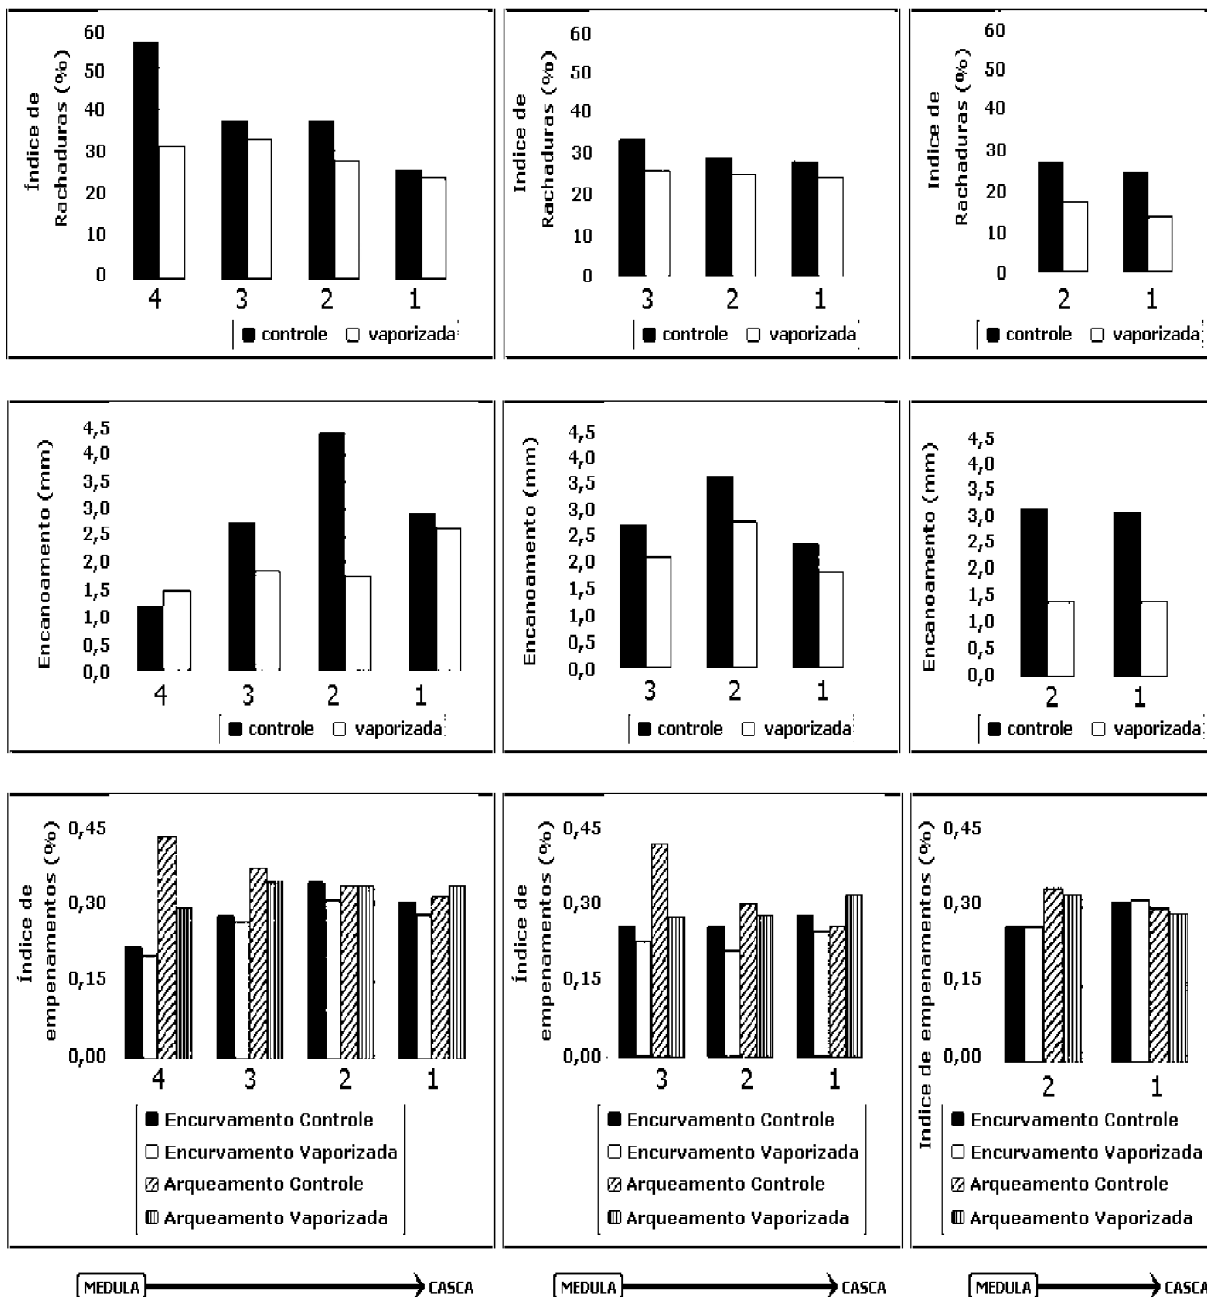 Índice de
Rachaduras (%)
60
50
40
30
20
10
0
4 3 2 1
controle vaporizada
Indice de
Rachaduras (%)
60
50
40
30
20
10
0
3 2 1
controle vaporizada
Indice de
Rachaduras (%)
60
50
40
30
20
10
0
2 1
controle vaporizada
Encanoamento (mm)
4,5
4,0
3,5
3,0
2,5
2,0
1,5
1,0
0,5
0,0
4 3 2 1
controle vaporizada
Encanoamento (mm)
4,5
4,0
3,5
3,0
2,5
2,0
1,5
1,0
0,5
0,0
3 2 1
controle vaporizada
Encanoamento (mm)
4,5
4,0
3,5
3,0
2,5
2,0
1,5
1,0
0,5
0,0
2 1
controle vaporizada
Índice de
empenamentos (%)
0,45
0,30
0,15
0,00
4 3 2 1
Encurvamento Controle
Encurvamento Vaporizada
Arqueamento Controle
Arqueamento Vaporizada
Índice de
empenamentos (%)
0,45
0,30
0,15
0,00
3 2 1
Encurvamento Controle
Encurvamento Vaporizada
Arqueamento Controle
Arqueamento Vaporizada
Indice de empenamentos (%)
0,45
0,30
0,15
0,00
2 1
Encurvamento Controle
Encurvamento Vaporizada
Arqueamento Controle
Arqueamento Vaporizada
MEDULA CASCA
MEDULA CASCA
MEDULA CASCA